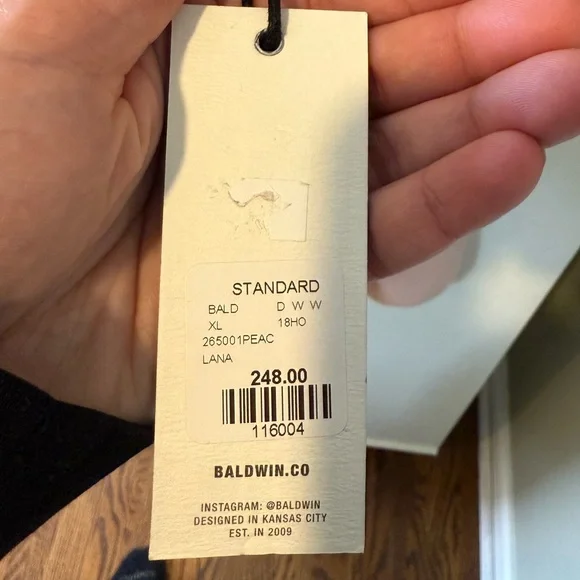 STANDARD
BALD D W W
XL 18HO
265001PEAC
LANA
248.00
116004
BALDWIN.CO
INSTAGRAM: @BALDWIN
DESIGNED IN KANSAS CITY
EST. IN 2009